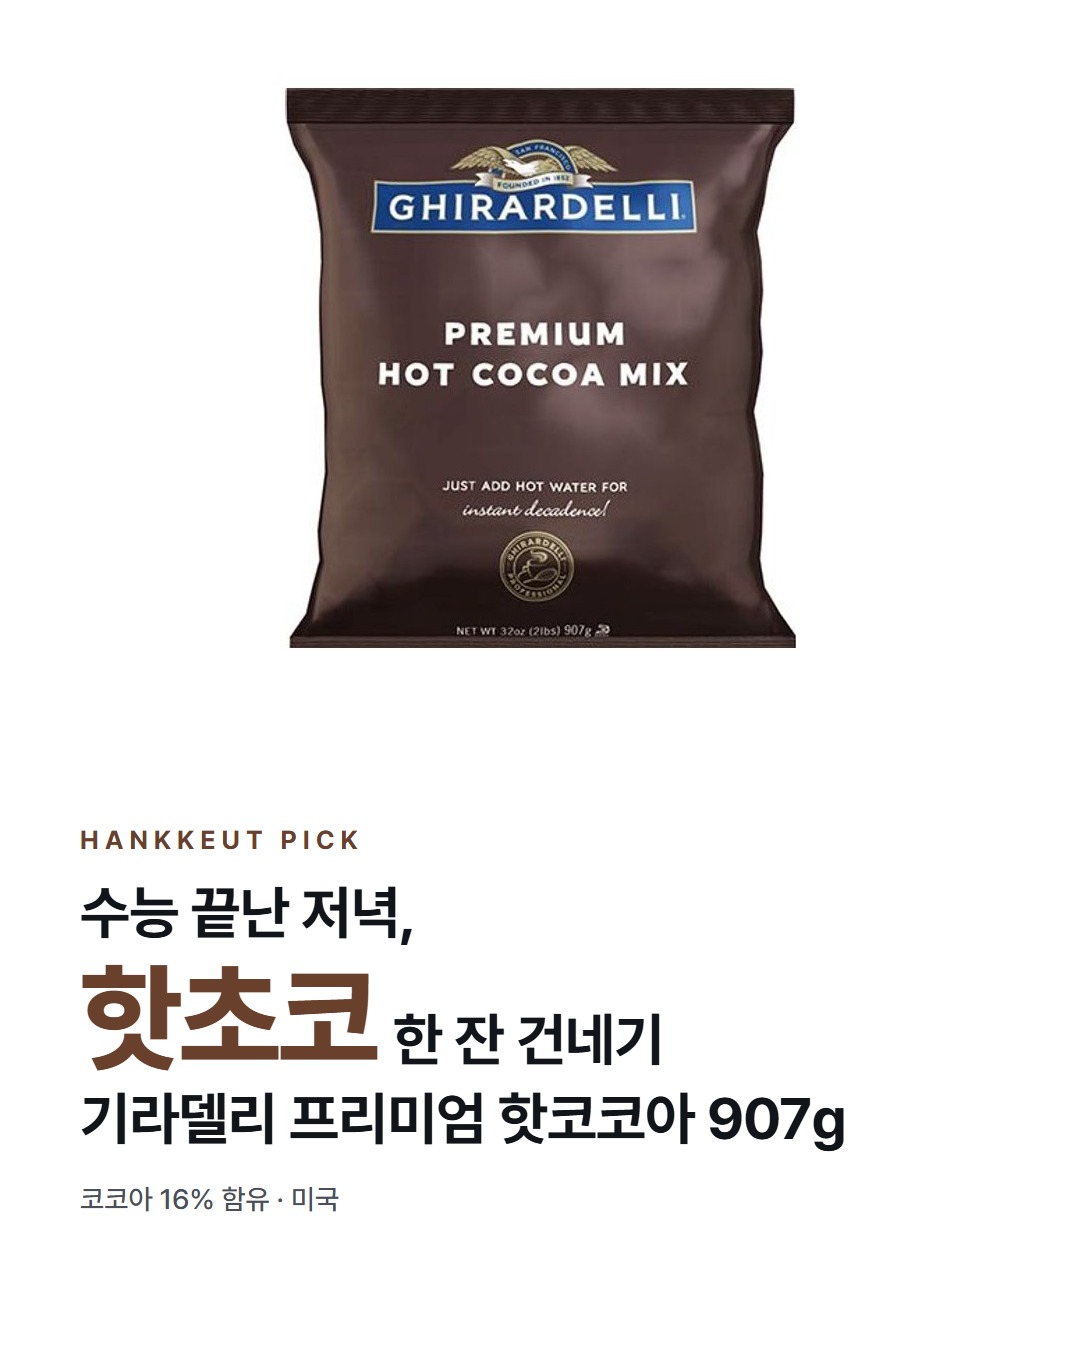 SAN FRANCISCO
FOUNDED IN 1852
GHIRARDELLI
PREMIUM
HOT COCOA MIX
JUST ADD HOT WATER FOR
instant decadence!
GHIRARDELLI
PROFESSIONAL
NET WT 32oz (2lbs) 907g
HANKKEUT PICK
수능 끝난 저녁,
핫초코 한 잔 건네기
기라델리 프리미엄 핫코코아 907g
코코아 16% 함유 · 미국